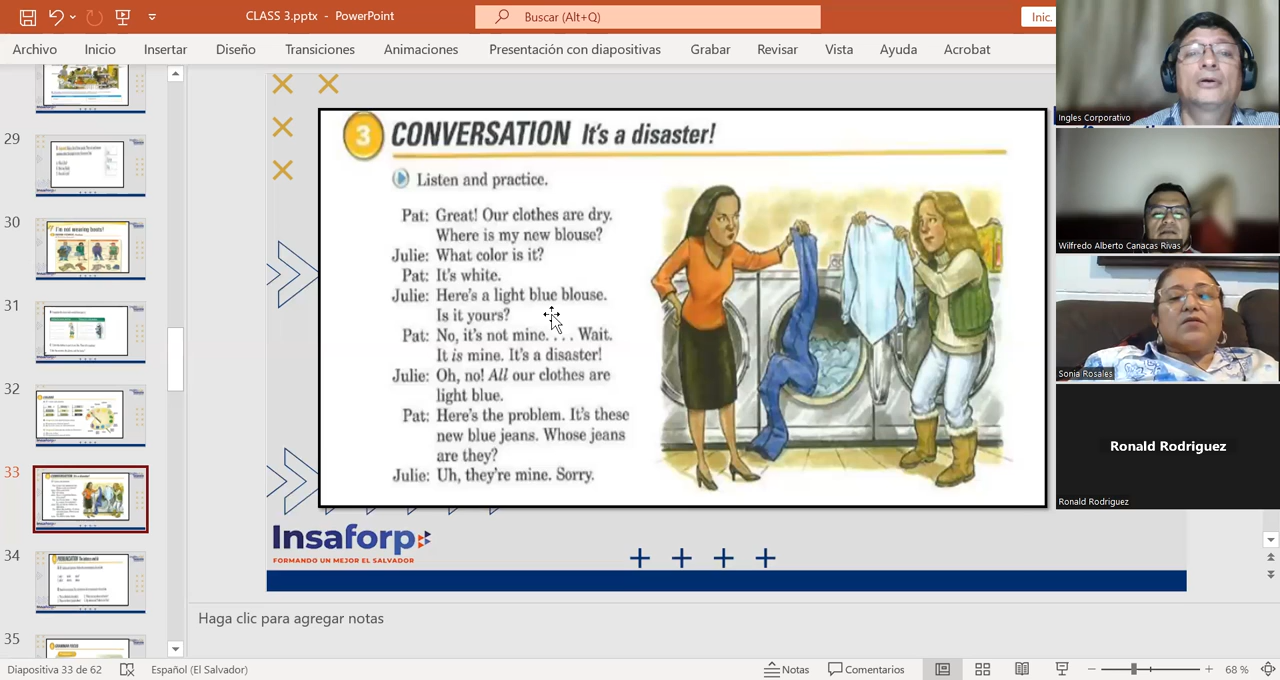 CLASS 3.pptx - PowerPoint
Buscar (Alt+Q)
Inic.
Archivo Inicio Insertar Diseño Transiciones Animaciones Presentación con diapositivas Grabar Revisar Vista Ayuda Acrobat
29
30
31
32
33
34
35
3 CONVERSATION It's a disaster!
Listen and practice.
Pat: Great! Our clothes are dry.
Where is my new blouse?
Julie: What color is it?
Pat: It's white.
Julie: Here's a light blue blouse.
Is it yours?
Pat: No, it's not mine. . . . Wait.
It is mine. It's a disaster!
Julie: Oh, no! All our clothes are
light blue.
Pat: Here's the problem. It's these
new blue jeans. Whose jeans
are they?
Julie: Uh, they're mine. Sorry.
Insaforp
FORMANDO UN MEJOR EL SALVADOR
Ingles Corporativo
Wilfredo Alberto Canacas Rivas
Sonia Rosales
Ronald Rodriguez
Ronald Rodriguez
Haga clic para agregar notas
Diapositiva 33 de 62 Español (El Salvador) Notas Comentarios 68 %